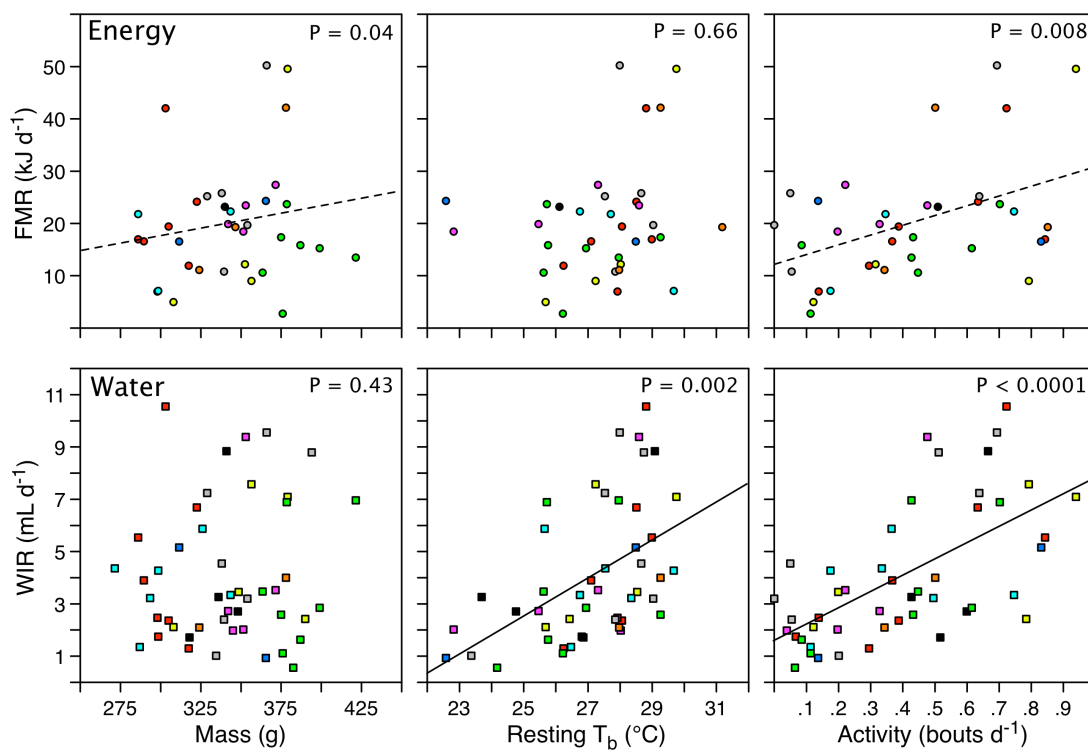 Energy
P = 0.04
P = 0.66
P = 0.008
FMR (kJ d-1)
50
40
30
20
10
Water
P = 0.43
P = 0.002
P < 0.0001
WIR (mL d-1)
11
9
7
5
3
1
275 325 375 425
23 25 27 29 31
.1 .2 .3 .4 .5 .6 .7 .8 .9
Mass (g)
Resting Tb (°C)
Activity (bouts d-1)